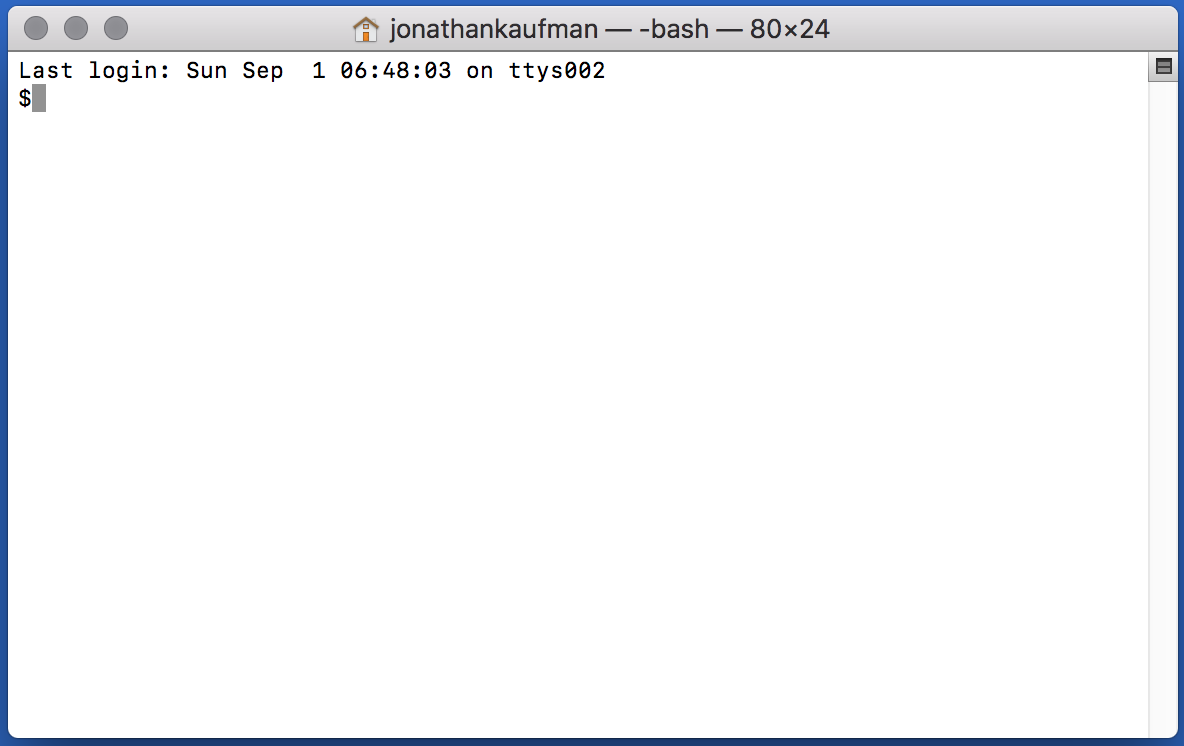 jonathankaufman — -bash — 80×24
Last login: Sun Sep  1 06:48:03 on ttys002
$